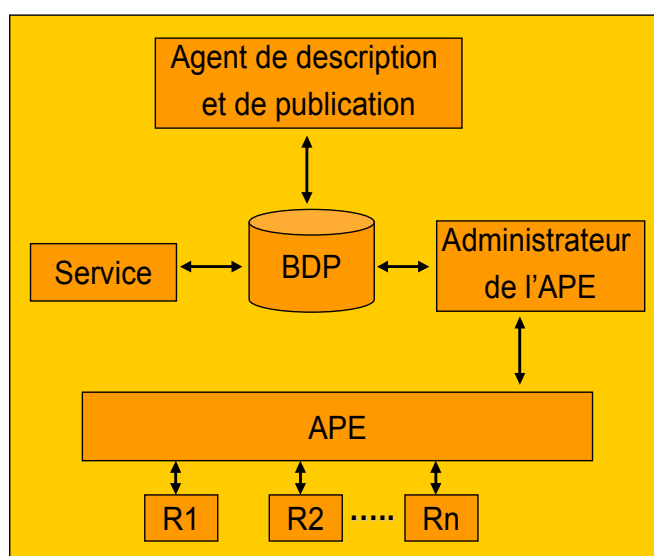 Agent de description
et de publication
Service
BDP
Administrateur
de l'APE
APE
R1
R2
.....
Rn